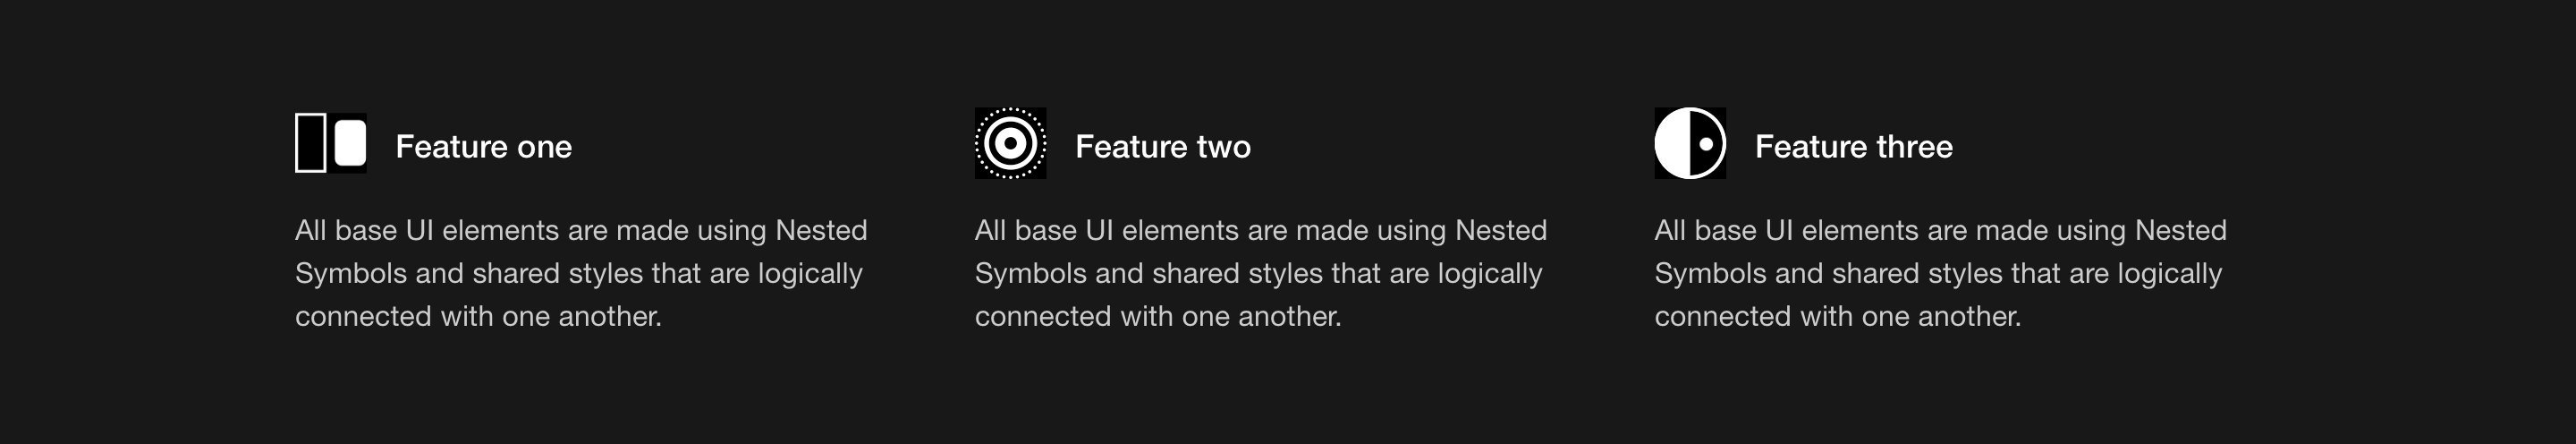 Feature one
All base UI elements are made using Nested
Symbols and shared styles that are logically
connected with one another.
Feature two
All base UI elements are made using Nested
Symbols and shared styles that are logically
connected with one another.
Feature three
All base UI elements are made using Nested
Symbols and shared styles that are logically
connected with one another.